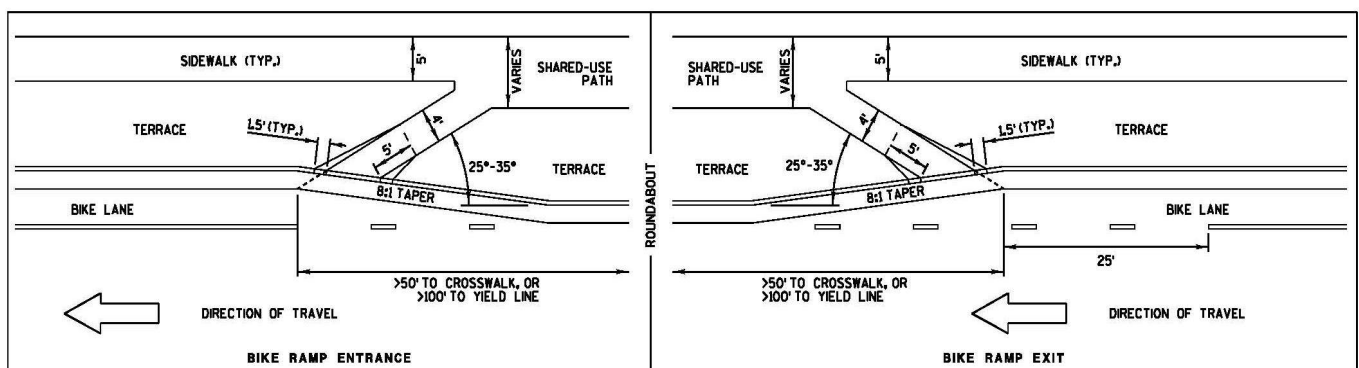 SIDEWALK (TYP.)
5'
VARIES
SHARED-USE
PATH
1.5' (TYP.)
TERRACE
4'
5'
25°-35°
TERRACE
8:1 TAPER
BIKE LANE
>50' TO CROSSWALK, OR
>100' TO YIELD LINE
DIRECTION OF TRAVEL
BIKE RAMP ENTRANCE
ROUNDABOUT
SHARED-USE
PATH
VARIES
5'
SIDEWALK (TYP.)
4'
5'
1.5' (TYP.)
TERRACE
TERRACE
25°-35°
8:1 TAPER
BIKE LANE
25'
>50' TO CROSSWALK, OR
>100' TO YIELD LINE
DIRECTION OF TRAVEL
BIKE RAMP EXIT